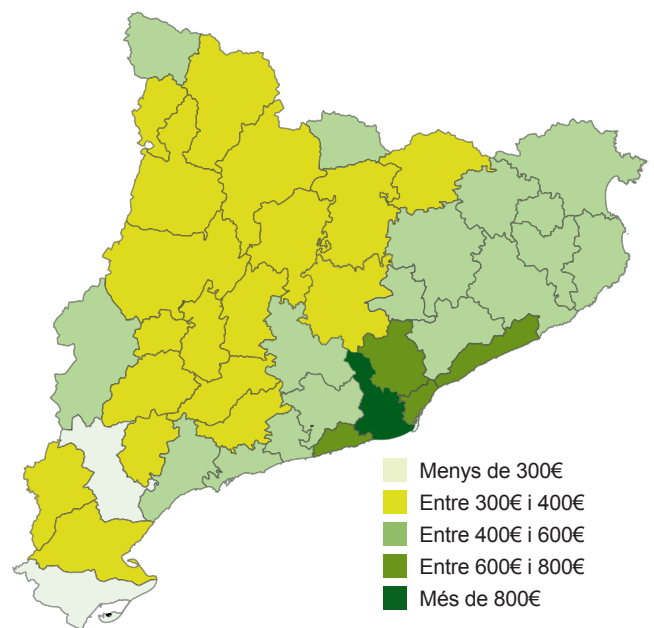 Menys de 300€
Entre 300€ i 400€
Entre 400€ i 600€
Entre 600€ i 800€
Més de 800€